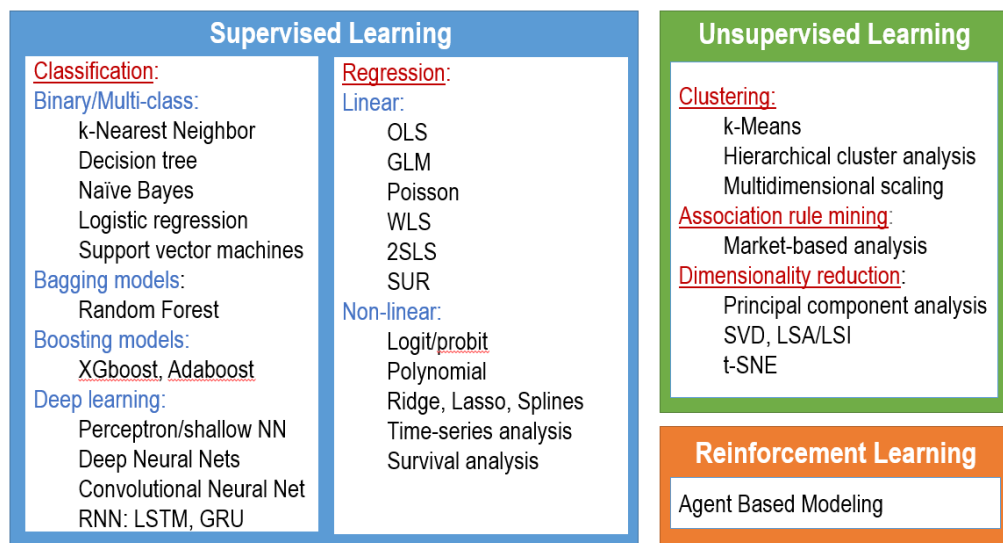 Supervised Learning
Classification:
Binary/Multi-class:
k-Nearest Neighbor
Decision tree
Naïve Bayes
Logistic regression
Support vector machines
Bagging models:
Random Forest
Boosting models:
XGboost, Adaboost
Deep learning:
Perceptron/shallow NN
Deep Neural Nets
Convolutional Neural Net
RNN: LSTM, GRU
Regression:
Linear:
OLS
GLM
Poisson
WLS
2SLS
SUR
Non-linear:
Logit/probit
Polynomial
Ridge, Lasso, Splines
Time-series analysis
Survival analysis
Unsupervised Learning
Clustering:
k-Means
Hierarchical cluster analysis
Multidimensional scaling
Association rule mining:
Market-based analysis
Dimensionality reduction:
Principal component analysis
SVD, LSA/LSI
t-SNE
Reinforcement Learning
Agent Based Modeling